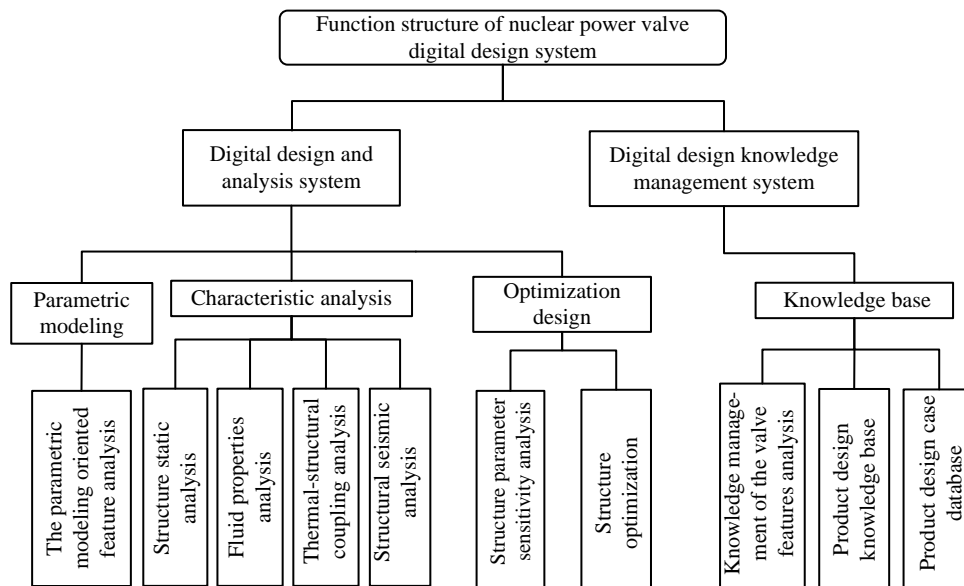 Function structure of nuclear power valve
digital design system
Digital design and
analysis system
Digital design knowledge
management system
Parametric
modeling
Characteristic analysis
Optimization
design
Knowledge base
The parametric
modeling oriented
feature analysis
Structure static
analysis
Fluid properties
analysis
Thermal-structural
coupling analysis
Structural seismic
analysis
Structure parameter
sensitivity analysis
Structure
optimization
Knowledge manage-
ment of the valve
features analysis
Product design
knowledge base
Product design case
database